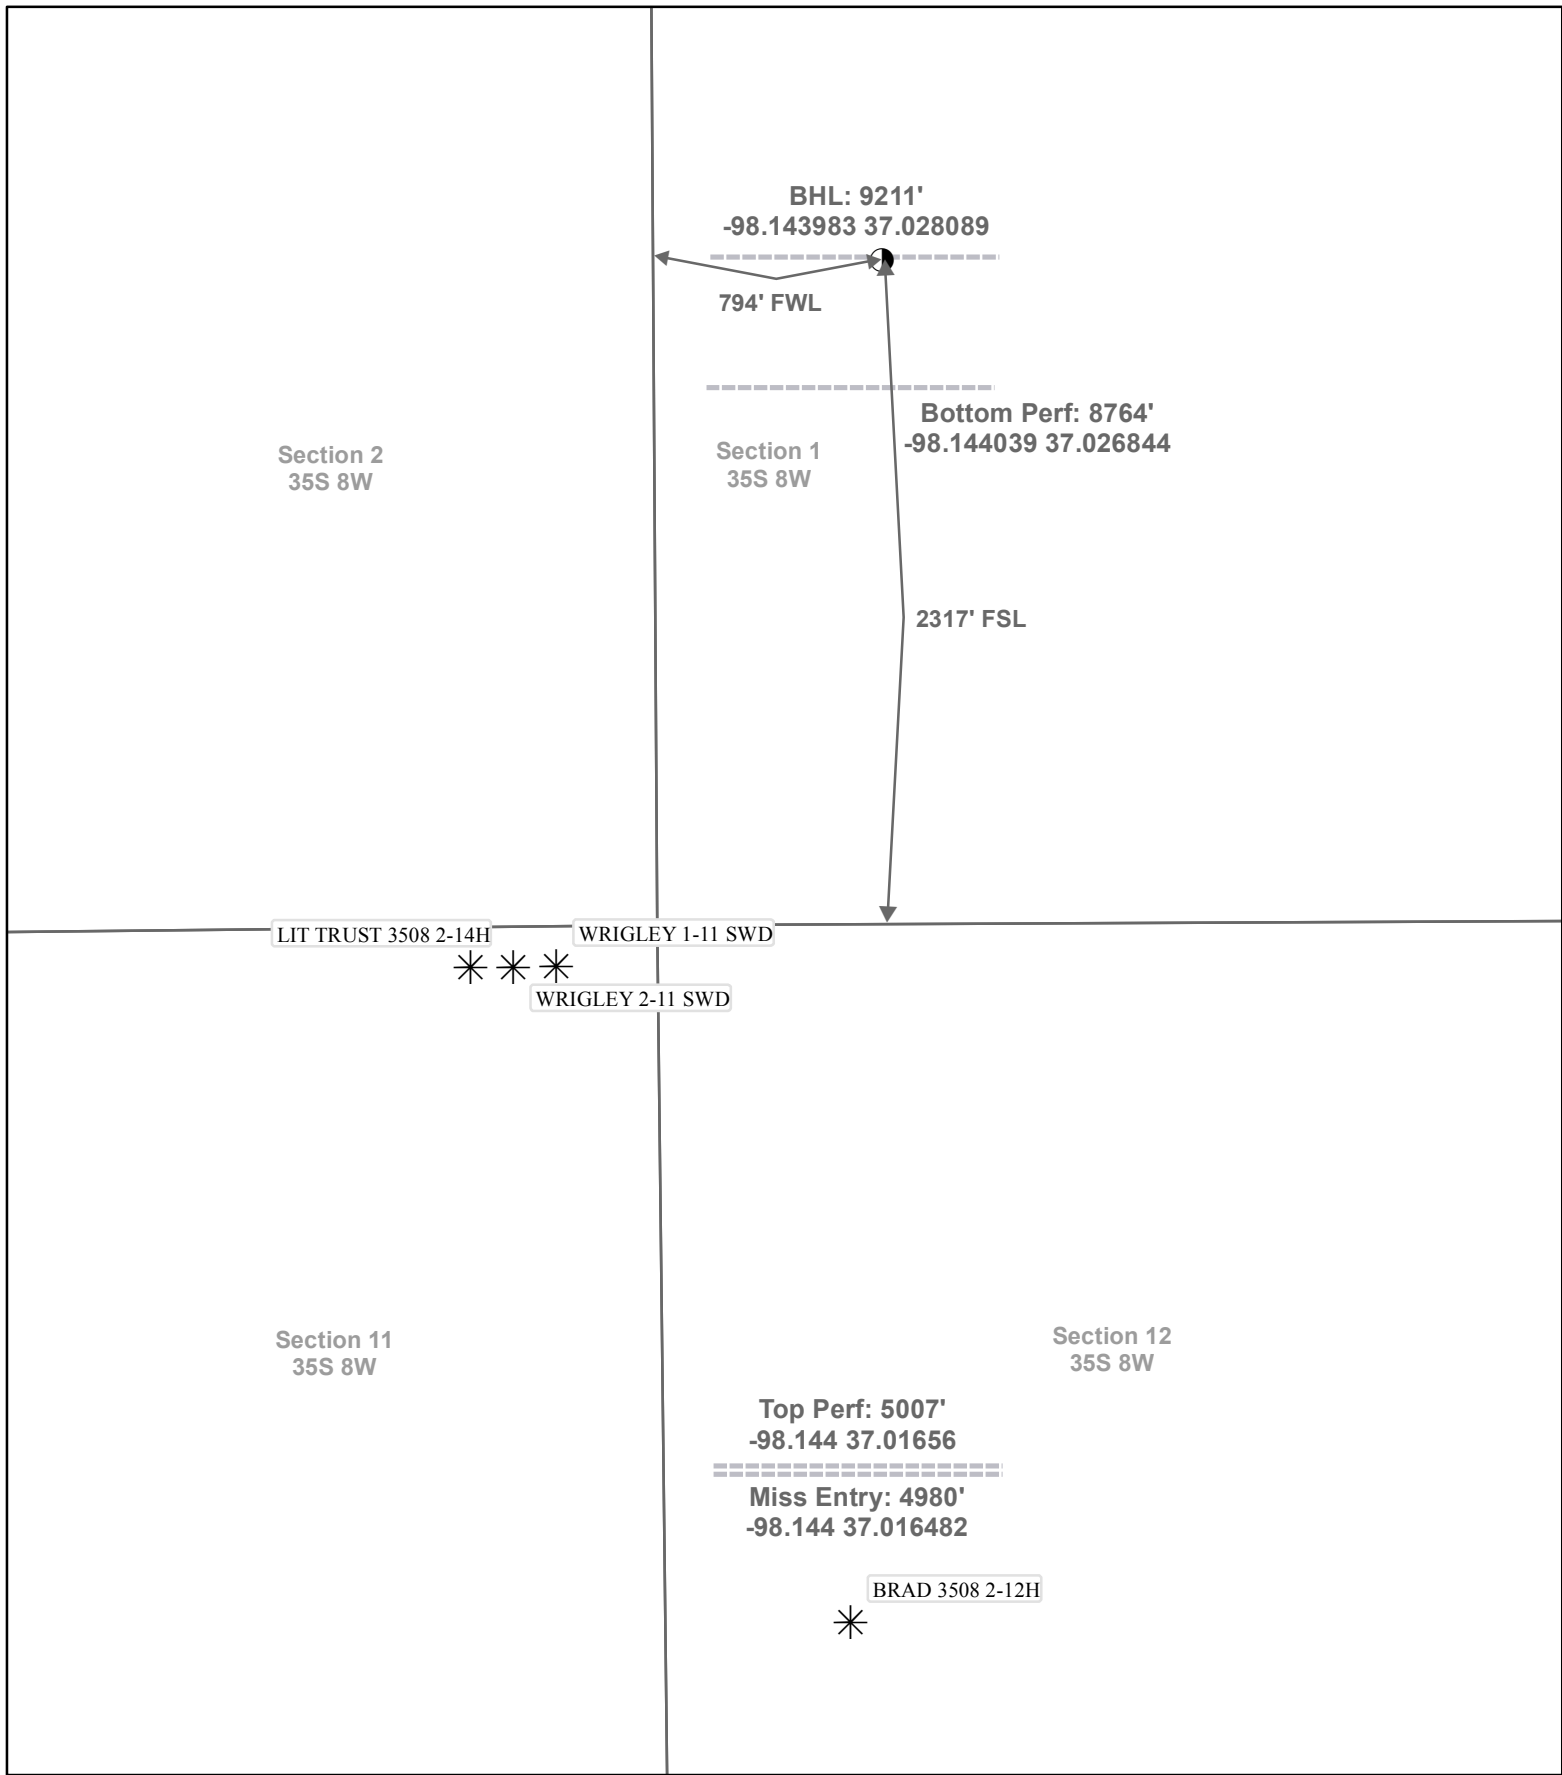 BHL: 9211'
-98.143983 37.028089
794' FWL
Bottom Perf: 8764'
-98.144039 37.026844
Section 2
35S 8W
Section 1
35S 8W
2317' FSL
LIT TRUST 3508 2-14H
WRIGLEY 1-11 SWD
WRIGLEY 2-11 SWD
Section 11
35S 8W
Section 12
35S 8W
Top Perf: 5007'
-98.144 37.01656
Miss Entry: 4980'
-98.144 37.016482
BRAD 3508 2-12H